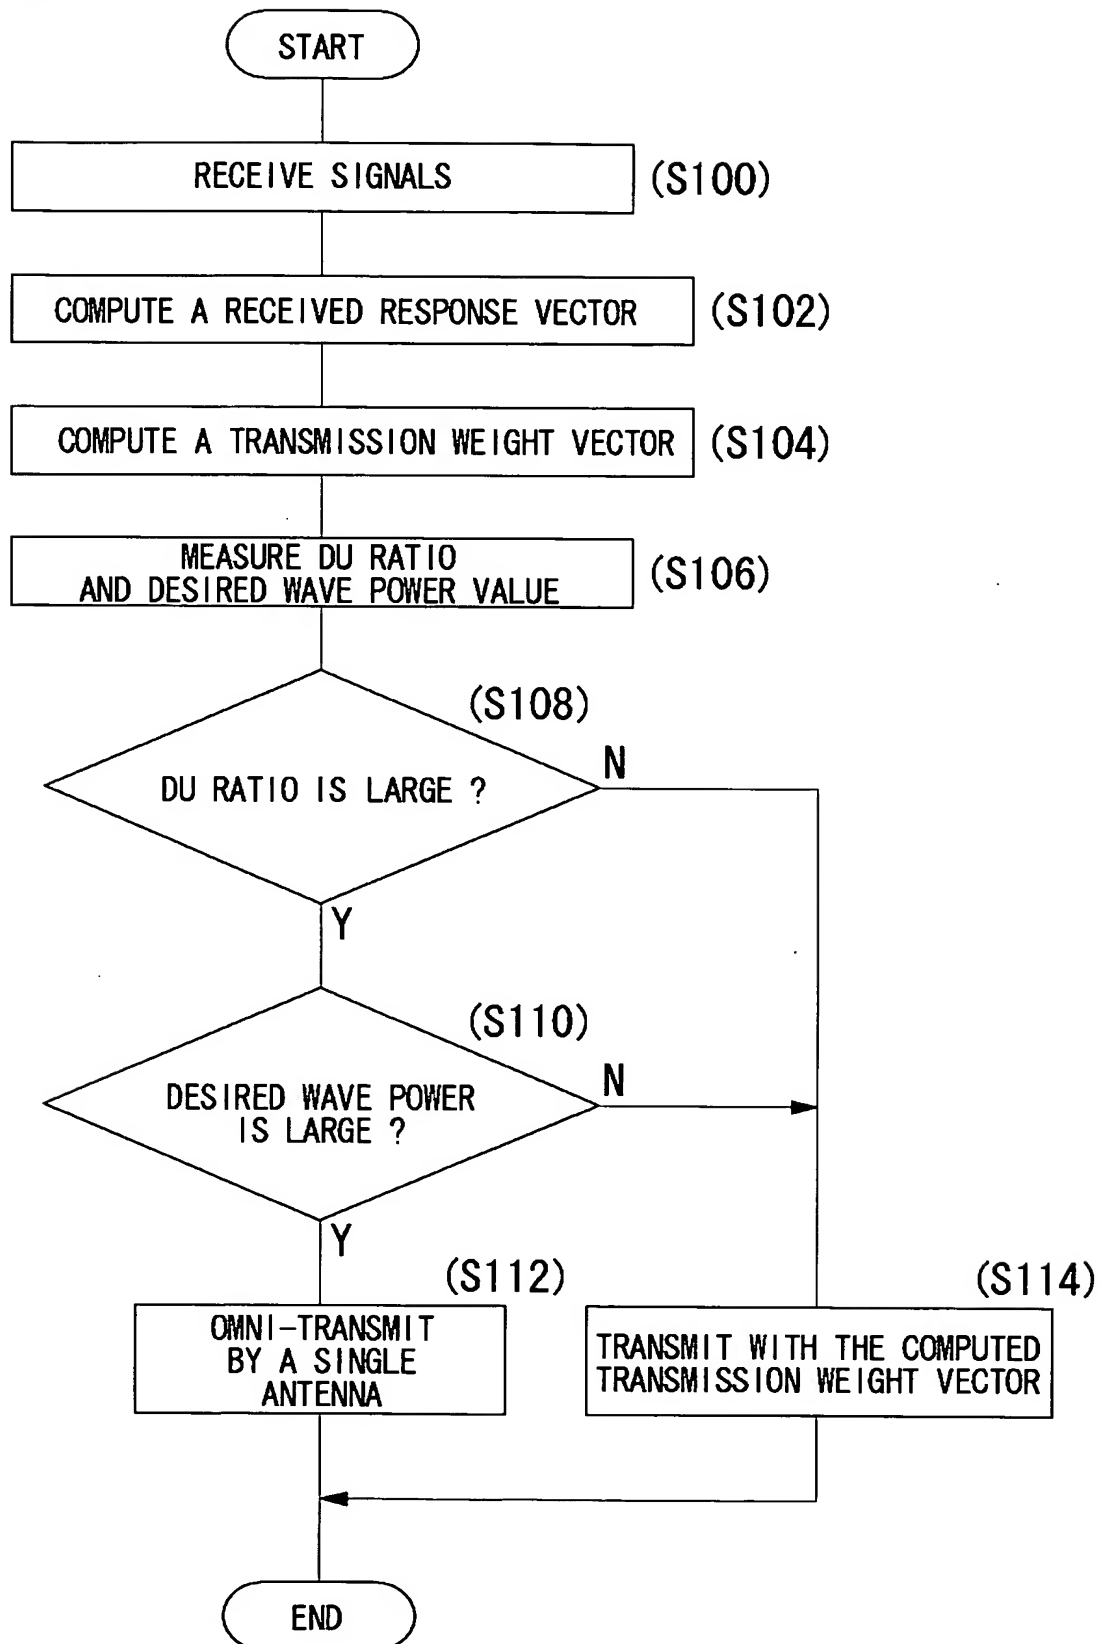 START
RECEIVE SIGNALS
(S100)
COMPUTE A RECEIVED RESPONSE VECTOR
(S102)
COMPUTE A TRANSMISSION WEIGHT VECTOR
(S104)
MEASURE DU RATIO
AND DESIRED WAVE POWER VALUE
(S106)
(S108)
DU RATIO IS LARGE ?
N
Y
(S110)
DESIRED WAVE POWER
IS LARGE ?
N
Y
(S112)
OMNI-TRANSMIT
BY A SINGLE
ANTENNA
(S114)
TRANSMIT WITH THE COMPUTED
TRANSMISSION WEIGHT VECTOR
END